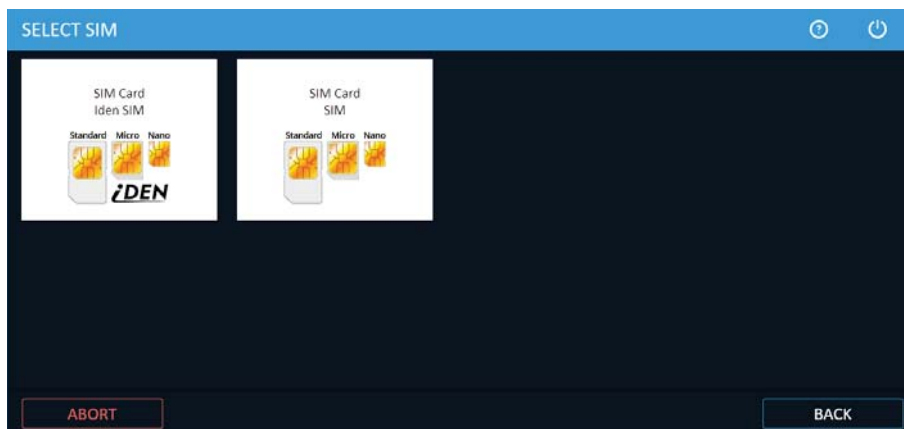 SELECT SIM
SIM Card
Iden SIM
Standard Micro Nano
iDEN
SIM Card
SIM
Standard Micro Nano
ABORT
BACK